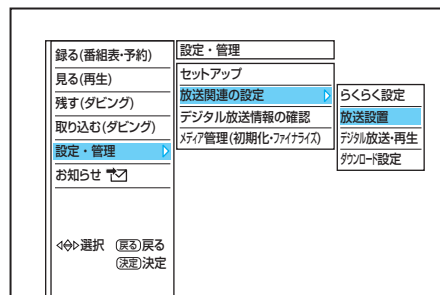 録る(番組表・予約)
見る(再生)
残す(ダビング)
取り込む(ダビング)
設定・管理
お知らせ
選択 戻る戻る
決定決定
設定・管理
セットアップ
放送関連の設定
デジタル放送情報の確認
メディア管理(初期化・ファイナライズ)
らくらく設定
放送設置
デジタル放送・再生
ダウンロード設定